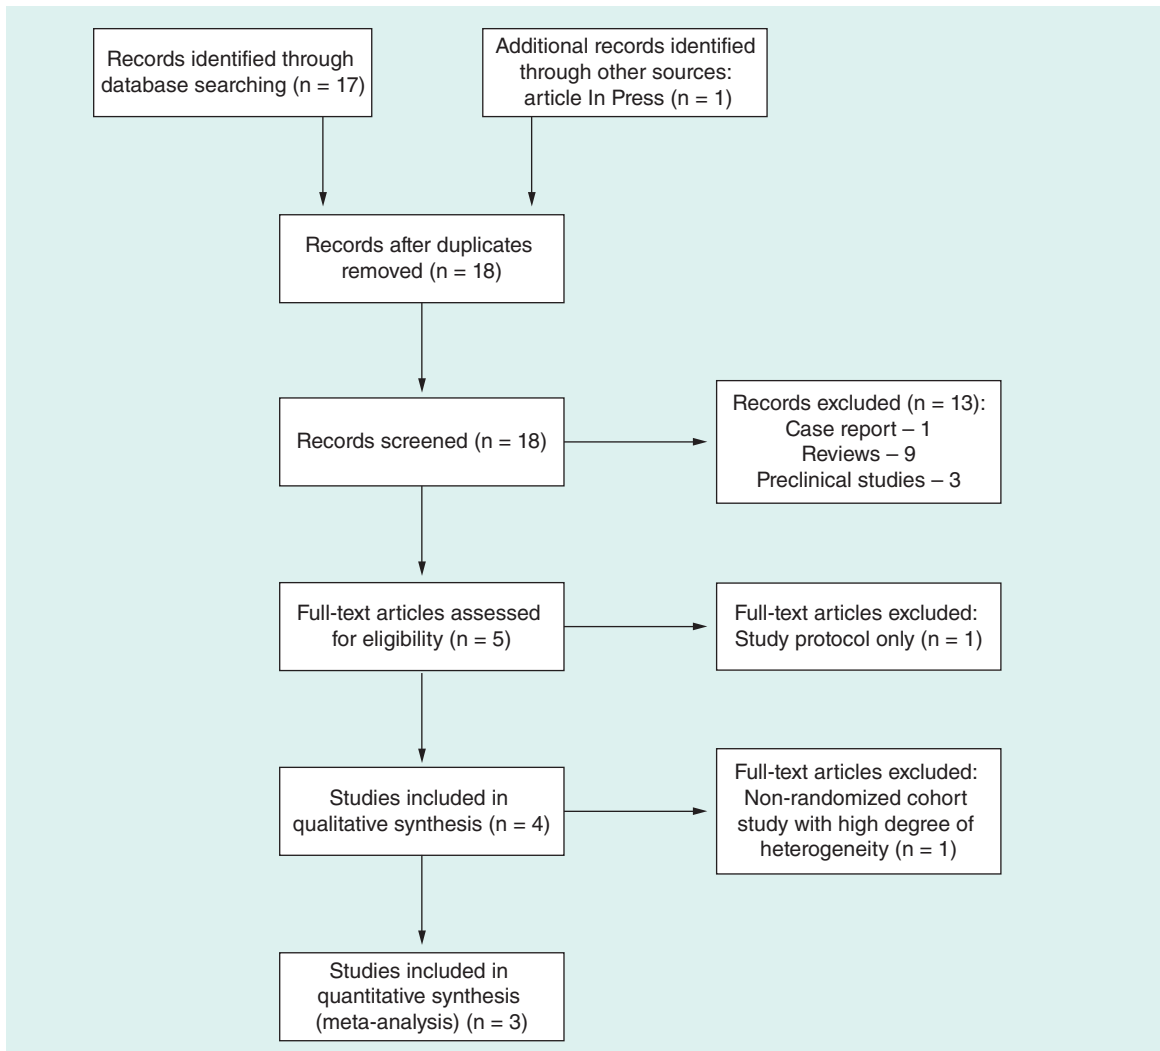 Records identified through
database searching (n = 17)
Additional records identified
through other sources:
article In Press (n = 1)
Records after duplicates
removed (n = 18)
Records screened (n = 18)
Records excluded (n = 13):
Case report – 1
Reviews – 9
Preclinical studies – 3
Full-text articles assessed
for eligibility (n = 5)
Full-text articles excluded:
Study protocol only (n = 1)
Studies included in
qualitative synthesis (n = 4)
Full-text articles excluded:
Non-randomized cohort
study with high degree of
heterogeneity (n = 1)
Studies included in
quantitative synthesis
(meta-analysis) (n = 3)